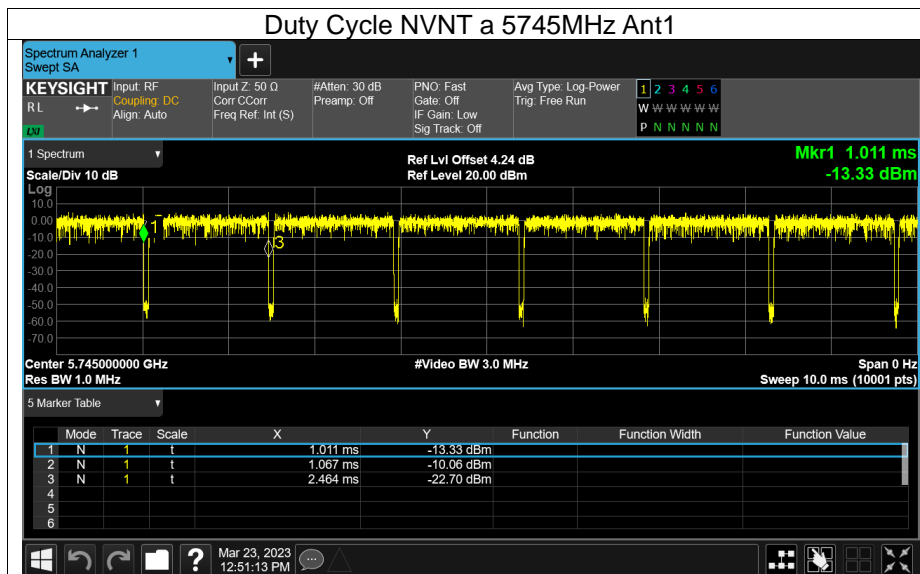 Duty Cycle NVNT a 5745MHz Ant1
Spectrum Analyzer 1
Swept SA
+
KEYSIGHT Input: RF Input Z: 50 Ω #Atten: 30 dB PNO: Fast Avg Type: Log-Power 1 2 3 4 5 6
R L Coupling: DC Corr CCorr Preamp: Off Gate: Off Trig: Free Run W W W W W W
Align: Auto Freq Ref: Int (S) IF Gain: Low
LXI Sig Track: Off P N N N N N
1 Spectrum Ref Lvl Offset 4.24 dB Mkr1 1.011 ms
Scale/Div 10 dB Ref Level 20.00 dBm -13.33 dBm
Log
10.0
0.00
1
-10.0
3
-20.0
-30.0
-40.0
-50.0
-60.0
-70.0
Center 5.745000000 GHz #Video BW 3.0 MHz Span 0 Hz
Res BW 1.0 MHz Sweep 10.0 ms (10001 pts)
5 Marker Table
Mode Trace Scale X Y Function Function Width Function Value
1 N 1 t 1.011 ms -13.33 dBm
2 N 1 t 1.067 ms -10.06 dBm
3 N 1 t 2.464 ms -22.70 dBm
4
5
6
? Mar 23, 2023
12:51:13 PM